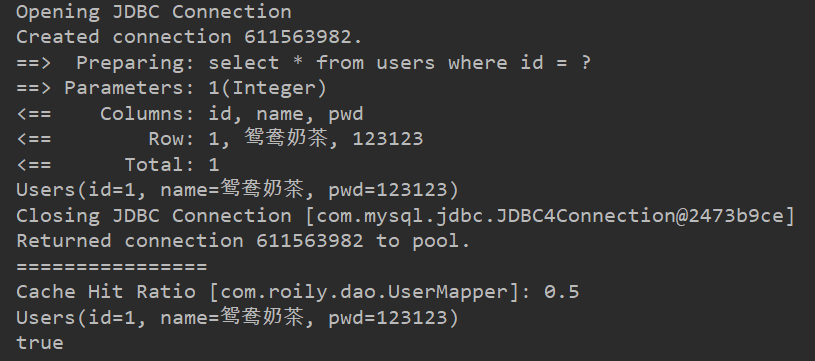 Opening JDBC Connection
Created connection 611563982.
==>  Preparing: select * from users where id = ?
==> Parameters: 1(Integer)
<==    Columns: id, name, pwd
<==        Row: 1, 鸳鸯奶茶, 123123
<==      Total: 1
Users(id=1, name=鸳鸯奶茶, pwd=123123)
Closing JDBC Connection [com.mysql.jdbc.JDBC4Connection@2473b9ce]
Returned connection 611563982 to pool.
================
Cache Hit Ratio [com.roily.dao.UserMapper]: 0.5
Users(id=1, name=鸳鸯奶茶, pwd=123123)
true